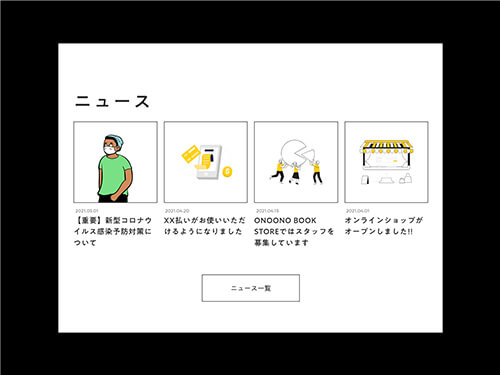 ニュース
2021.05.01
【重要】新型コロナウ
イルス感染予防対策に
ついて
2021.04.20
XX払いがお使いいただ
けるようになりました
2021.04.15
ONOONO BOOK
STOREではスタッフを
募集しています
2021.04.01
オンラインショップが
オープンしました!!
ニュース一覧